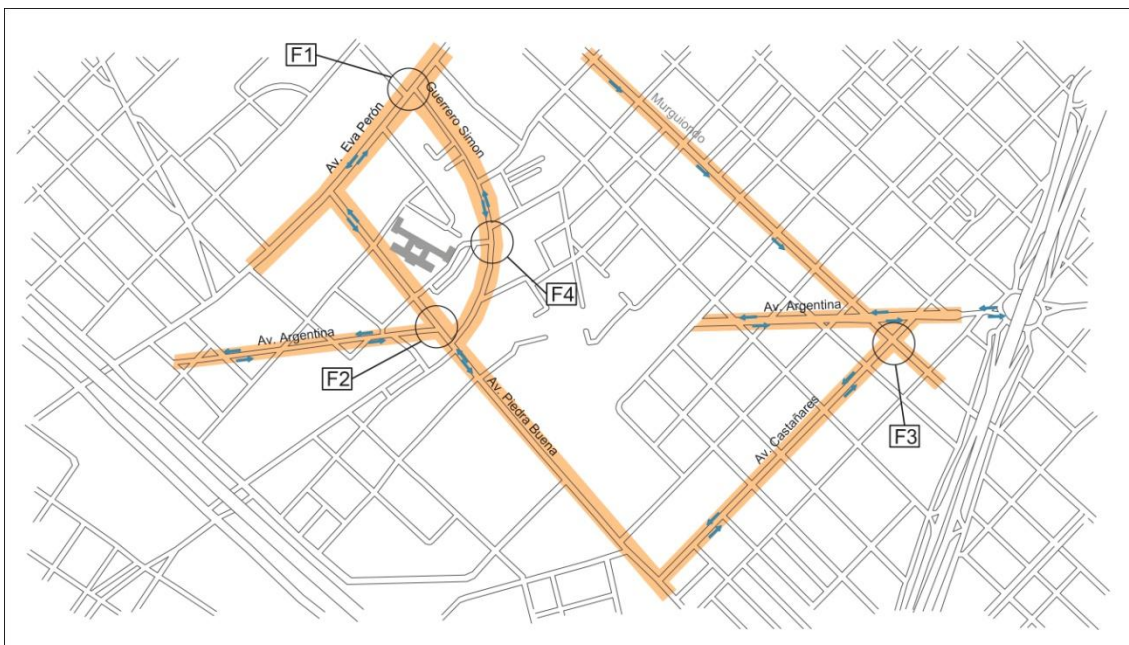 F1
Av. Eva Perón
Guerrero Simon
Murguiondo
F4
Av. Argentina
Av. Argentina
F2
Av. Piedra Buena
Av. Castañares
F3